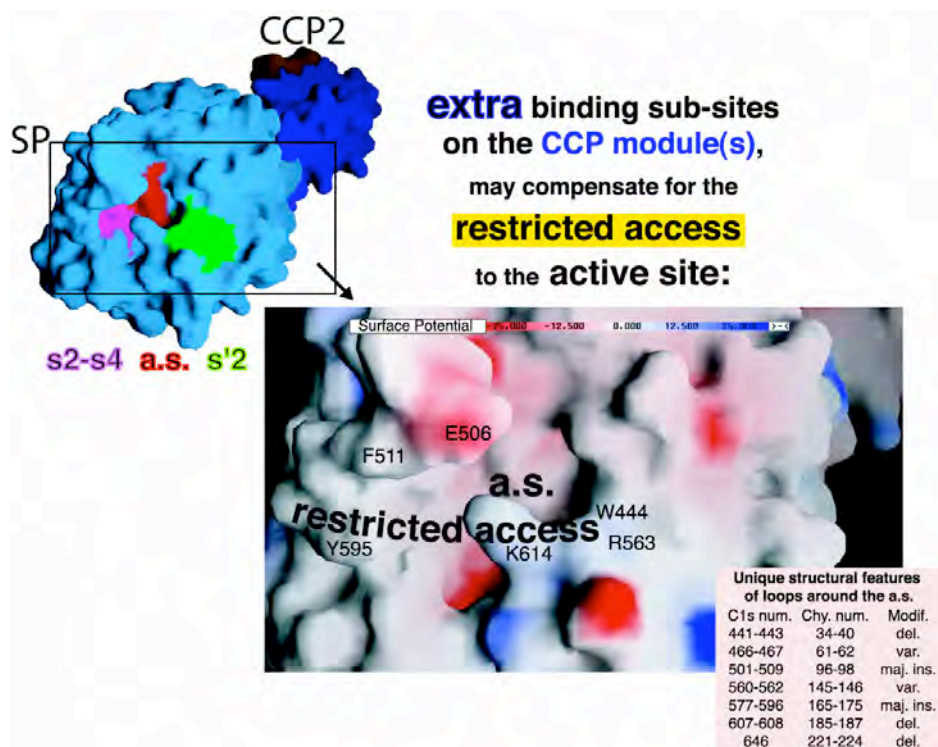 CCP2
SP
extra binding sub-sites
on the CCP module(s),
may compensate for the
restricted access
to the active site:
s2-s4 a.s. s'2
Surface Potential -25.000 -12.500 0.000 12.500 25.000
E506
F511
a.s.
restricted access
W444
Y595
K614
R563
Unique structural features
of loops around the a.s.
C1s num. Chy. num. Modif.
441-443 34-40 del.
466-467 61-62 var.
501-509 96-98 maj. ins.
560-562 145-146 var.
577-596 165-175 maj. ins.
607-608 185-187 del.
646 221-224 del.